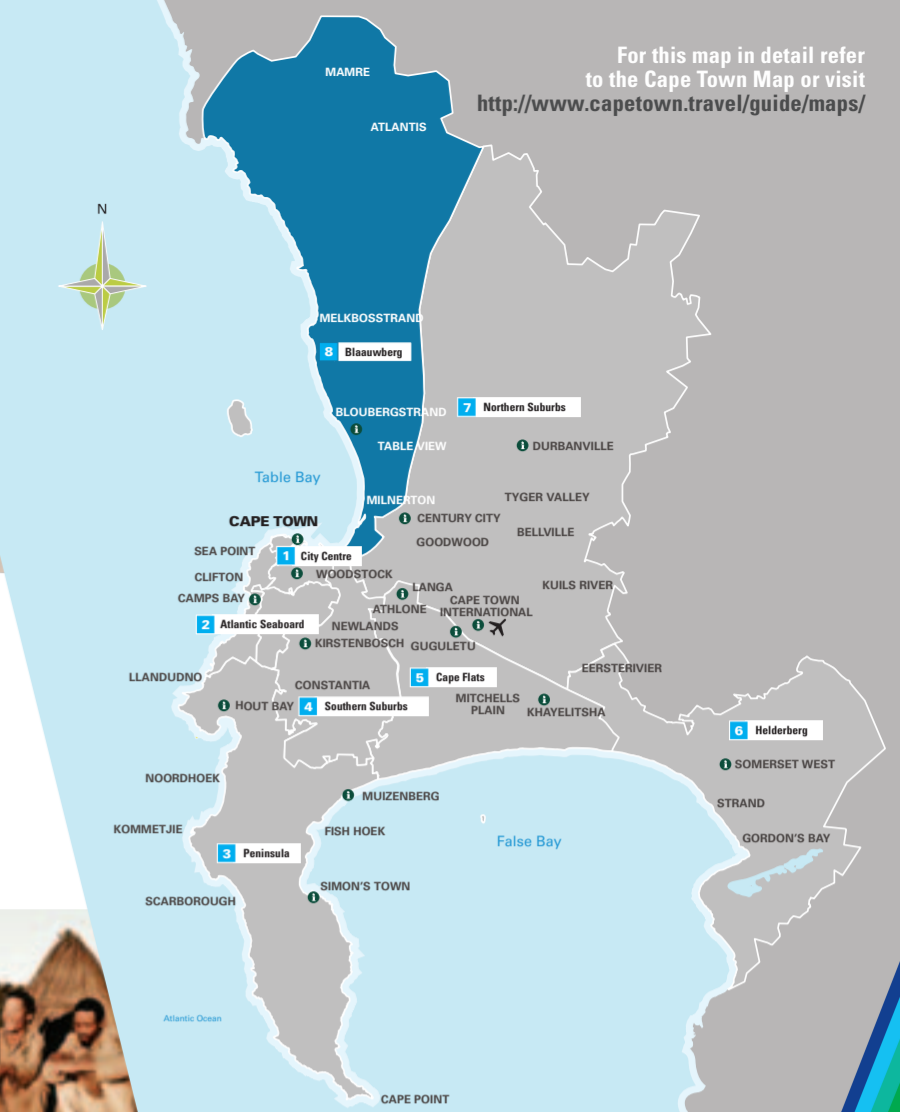 For this map in detail refer
to the Cape Town Map or visit
http://www.capetown.travel/guide/maps/
MAMRE
ATLANTIS
N
MELKBOSSTRAND
8 Blaauwberg
7 Northern Suburbs
BLOUBERGSTRAND
i
TABLE VIEW
i DURBANVILLE
Table Bay
MILNERTON
TYGER VALLEY
i CENTURY CITY
CAPE TOWN
i
BELLVILLE
GOODWOOD
SEA POINT
1 City Centre
i WOODSTOCK
CLIFTON
LANGA
i
KUILS RIVER
CAMPS BAY i
CAPE TOWN
INTERNATIONAL
i
ATHLONE
2 Atlantic Seaboard
NEWLANDS
i
i KIRSTENBOSCH
GUGULETU
EERSTERIVIER
LLANDUDNO
5 Cape Flats
CONSTANTIA
MITCHELLS
PLAIN
i
KHAYELITSHA
i HOUT BAY
4 Southern Suburbs
6 Helderberg
i SOMERSET WEST
NOORDHOEK
i MUIZENBERG
STRAND
KOMMETJIE
FISH HOEK
GORDON'S BAY
False Bay
3 Peninsula
SIMON'S TOWN
i
SCARBOROUGH
Atlantic Ocean
CAPE POINT